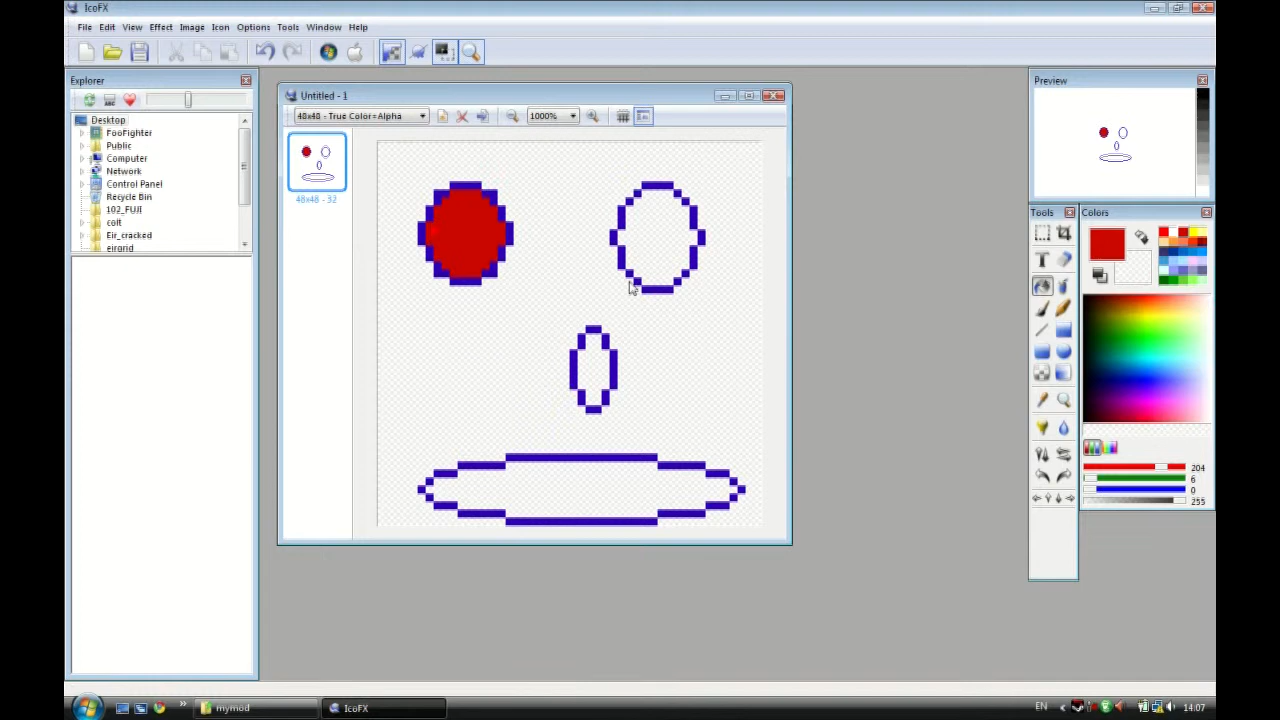 IcoFX
File Edit View Effect Image Icon Options Tools Window Help
Explorer
Desktop
FooFighter
Public
Computer
Network
Control Panel
Recycle Bin
102_FUJI
colt
Eir_cracked
eirgrid
Untitled - 1
48x48 - True Color+Alpha
1000%
48x48 - 32
Preview
Tools
Colors
204
6
0
255
mymod
IcoFX
EN
14:07